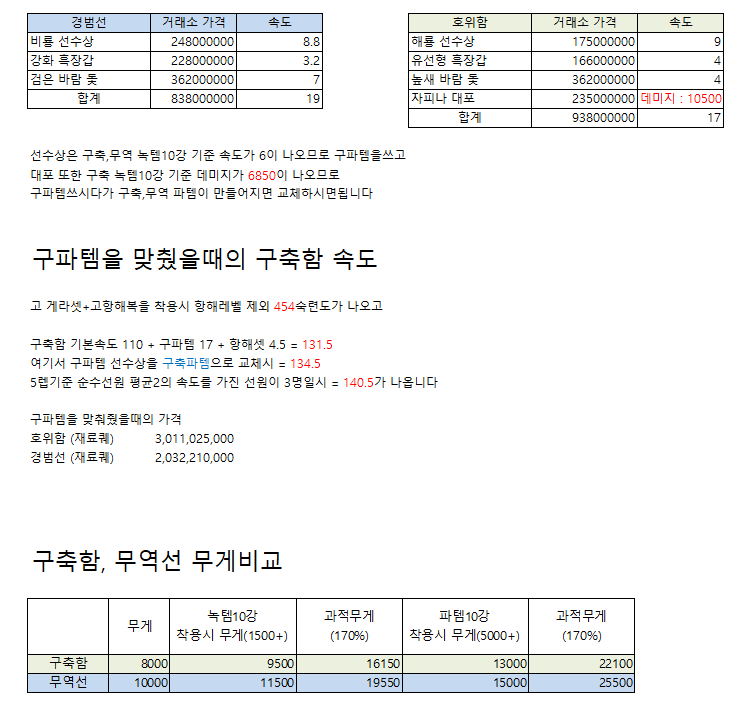 경범선 거래소 가격 속도
비룡 선수상 248000000 8.8
강화 흑장갑 228000000 3.2
검은 바람 돛 362000000 7
합계 838000000 19
호위함 거래소 가격 속도
해룡 선수상 175000000 9
유선형 흑장갑 166000000 4
높새 바람 돛 362000000 4
자피나 대포 235000000 데미지 : 10500
합계 938000000 17
선수상은 구축,무역 녹템10강 기준 속도가 6이 나오므로 구파템을쓰고
대포 또한 구축 녹템10강 기준 데미지가 6850이 나오므로
구파템쓰시다가 구축,무역 파템이 만들어지면 교체하시면됩니다
구파템을 맞췄을때의 구축함 속도
고 게라셋+고항해복을 착용시 항해레벨 제외 454숙련도가 나오고
구축함 기본속도 110 + 구파템 17 + 항해셋 4.5 = 131.5
여기서 구파템 선수상을 구축파템으로 교체시 = 134.5
5렙기준 순수선원 평균2의 속도를 가진 선원이 3명일시 = 140.5가 나옵니다
구파템을 맞춰줬을때의 가격
호위함 (재료퀘) 3,011,025,000
경범선 (재료퀘) 2,032,210,000
구축함, 무역선 무게비교
무게 녹템10강 착용시 무게(1500+) 과적무게 (170%) 파템10강 착용시 무게(5000+) 과적무게 (170%)
구축함 8000 9500 16150 13000 22100
무역선 10000 11500 19550 15000 25500